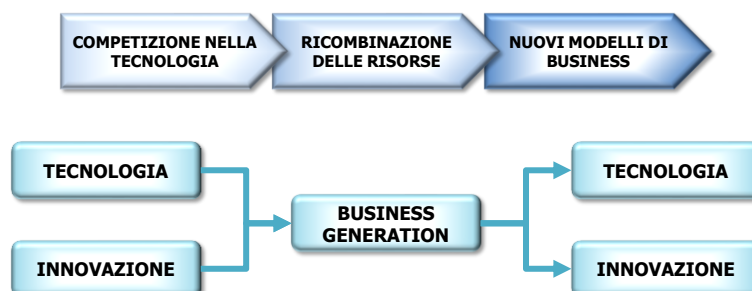 COMPETIZIONE NELLA
TECNOLOGIA
RICOMBINAZIONE
DELLE RISORSE
NUOVI MODELLI DI
BUSINESS
TECNOLOGIA
INNOVAZIONE
BUSINESS
GENERATION
TECNOLOGIA
INNOVAZIONE